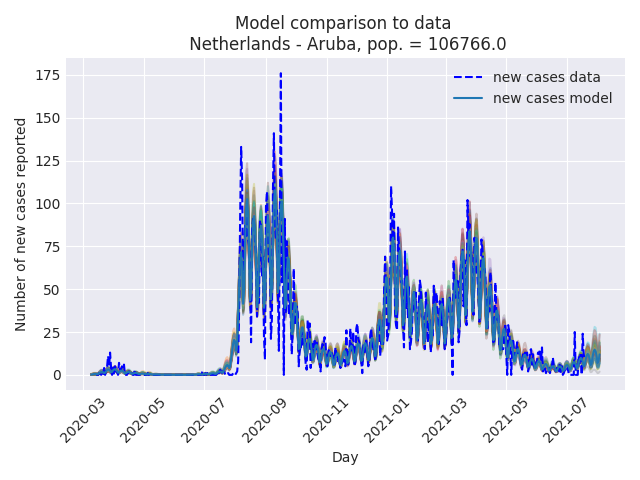 Model comparison to data
Netherlands - Aruba, pop. = 106766.0
new cases data
new cases model
Number of new cases reported
175
150
125
100
75
50
25
0
2020-03
2020-05
2020-07
2020-09
2020-11
2021-01
2021-03
2021-05
2021-07
Day